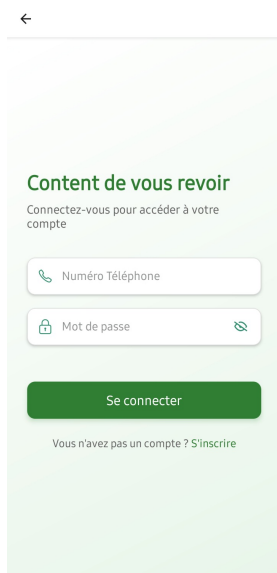 Content de vous revoir
Connectez-vous pour accéder à votre
compte
Numéro Téléphone
Mot de passe
Se connecter
Vous n'avez pas un compte ? S'inscrire